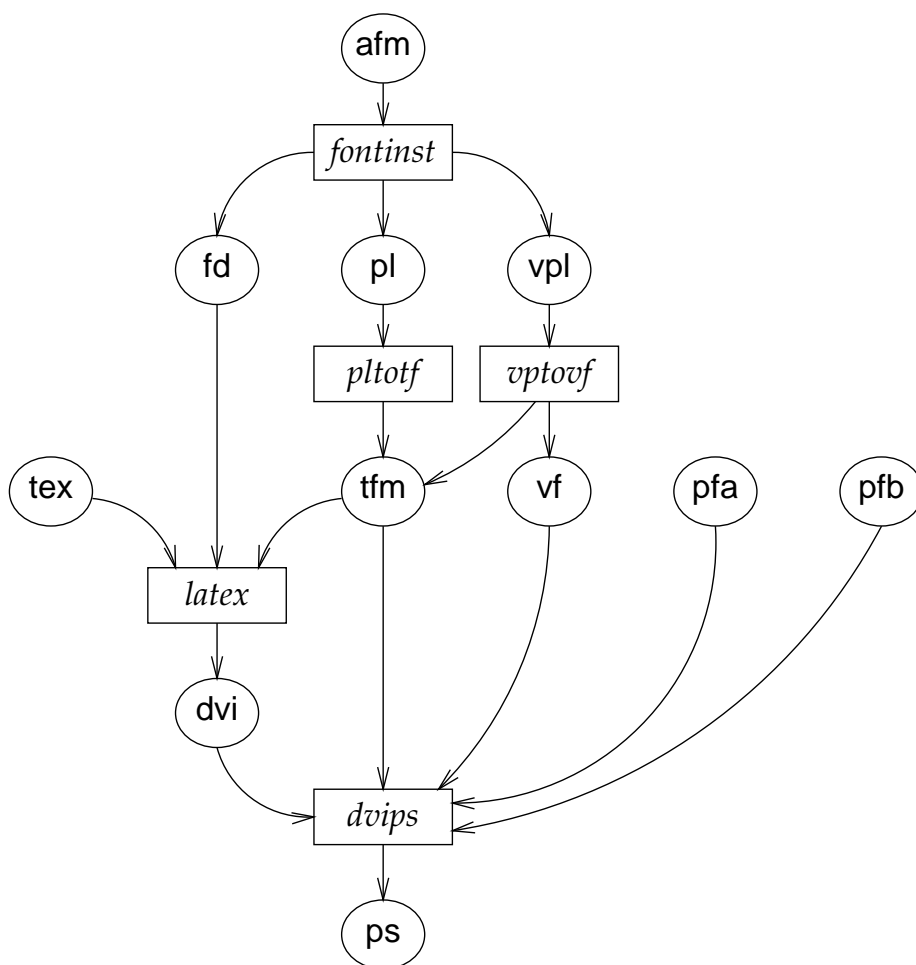 afm
fontinst
fd
pl
vpl
pltotf
vptovf
tex
tfm
vf
pfa
pfb
latex
dvi
dvips
ps